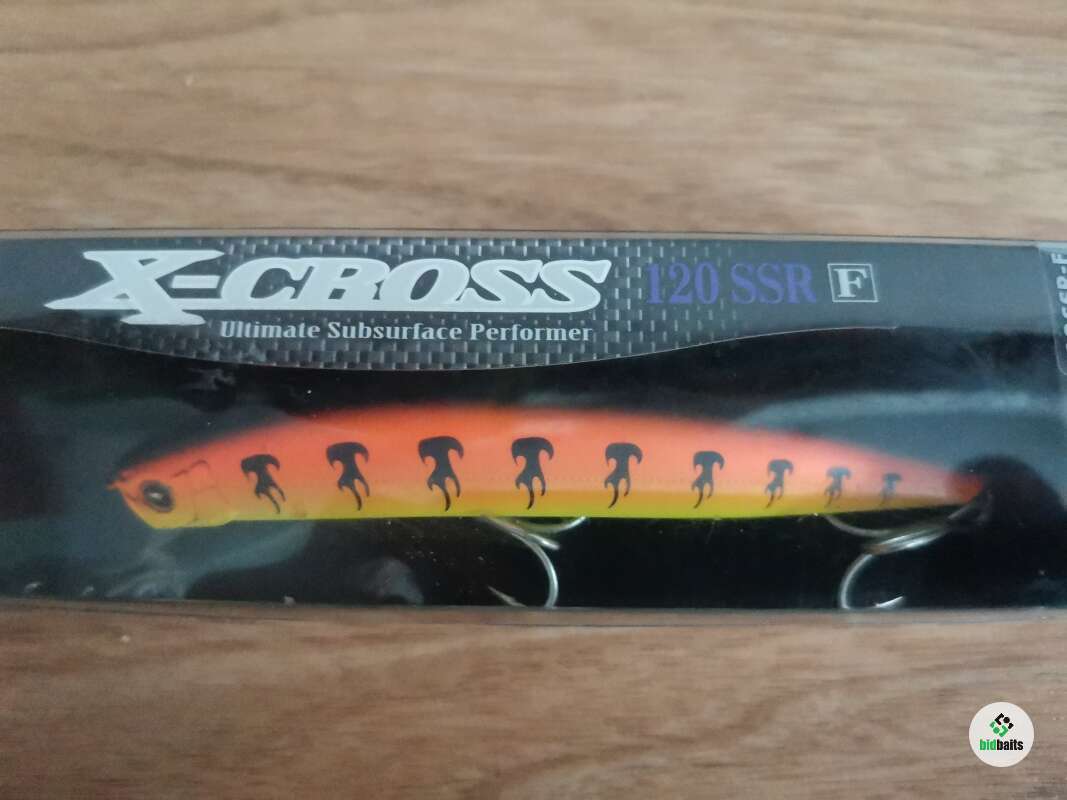 X-CROSS 120 SSR F
Ultimate Subsurface Performer
bidbaits